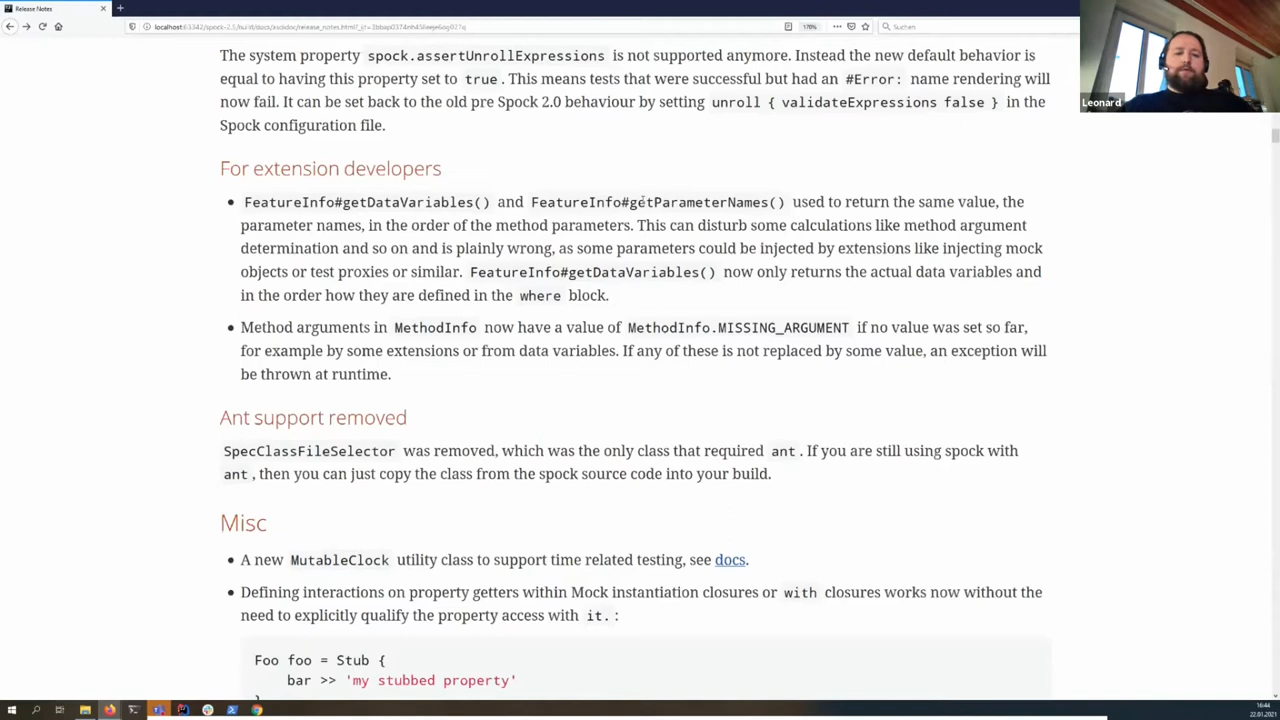 Release Notes
170%
Suchen
Leonard
The system property spock.assertUnrollExpressions is not supported anymore. Instead the new default behavior is
equal to having this property set to true. This means tests that were successful but had an #Error: name rendering will
now fail. It can be set back to the old pre Spock 2.0 behaviour by setting unroll { validateExpressions false } in the
Spock configuration file.
For extension developers
• FeatureInfo#getDataVariables() and FeatureInfo#getParameterNames() used to return the same value, the
parameter names, in the order of the method parameters. This can disturb some calculations like method argument
determination and so on and is plainly wrong, as some parameters could be injected by extensions like injecting mock
objects or test proxies or similar. FeatureInfo#getDataVariables() now only returns the actual data variables and
in the order how they are defined in the where block.
• Method arguments in MethodInfo now have a value of MethodInfo.MISSING_ARGUMENT if no value was set so far,
for example by some extensions or from data variables. If any of these is not replaced by some value, an exception will
be thrown at runtime.
Ant support removed
SpecClassFileSelector was removed, which was the only class that required ant. If you are still using spock with
ant, then you can just copy the class from the spock source code into your build.
Misc
• A new MutableClock utility class to support time related testing, see docs.
• Defining interactions on property getters within Mock instantiation closures or with closures works now without the
need to explicitly qualify the property access with it. :
Foo foo = Stub {
bar >> 'my stubbed property'
16:44
22.01.2021